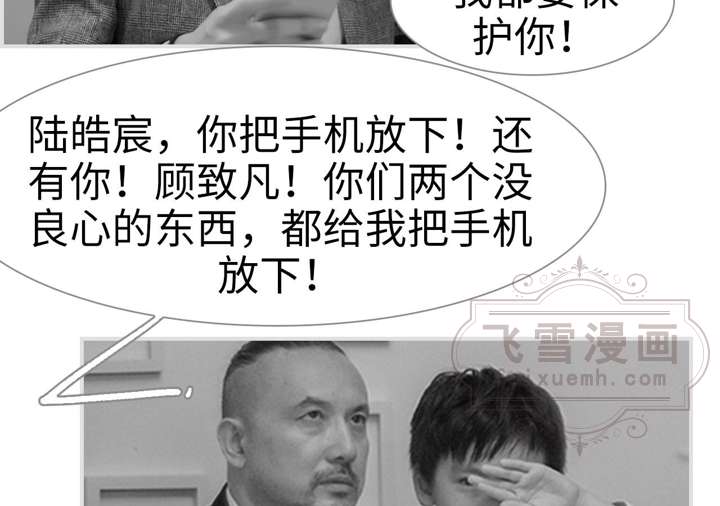 护你！
陆皓宸，你把手机放下！还
有你！顾致凡！你们两个没
良心的东西，都给我把手机
放下！
飞雪漫画
feixuemh.com